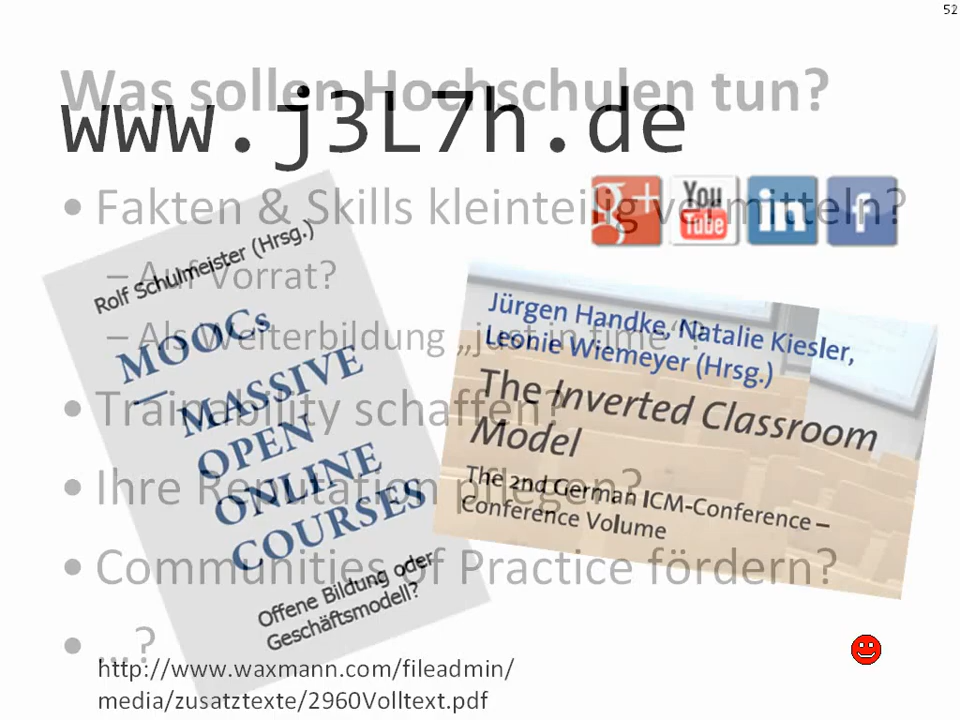 52
Was sollen Hochschulen tun?
www.j3L7h.de
• Fakten & Skills kleinteilig vermitteln?
g+ You Tube in f
– Auf Vorrat?
– Als Weiterbildung „just in time“?
• Trainability schaffen?
• Ihre Reputation pflegen?
• Communities of Practice fördern?
• ...?
Rolf Schulmeister (Hrsg.)
MOOCs
— MASSIVE
OPEN
ONLINE
COURSES
Offene Bildung oder
Geschäftsmodell?
Jürgen Handke, Natalie Kiesler,
Leonie Wiemeyer (Hrsg.)
The Inverted Classroom
Model
The 2nd German ICM-Conference –
Conference Volume
http://www.waxmann.com/fileadmin/
media/zusatztexte/2960Volltext.pdf